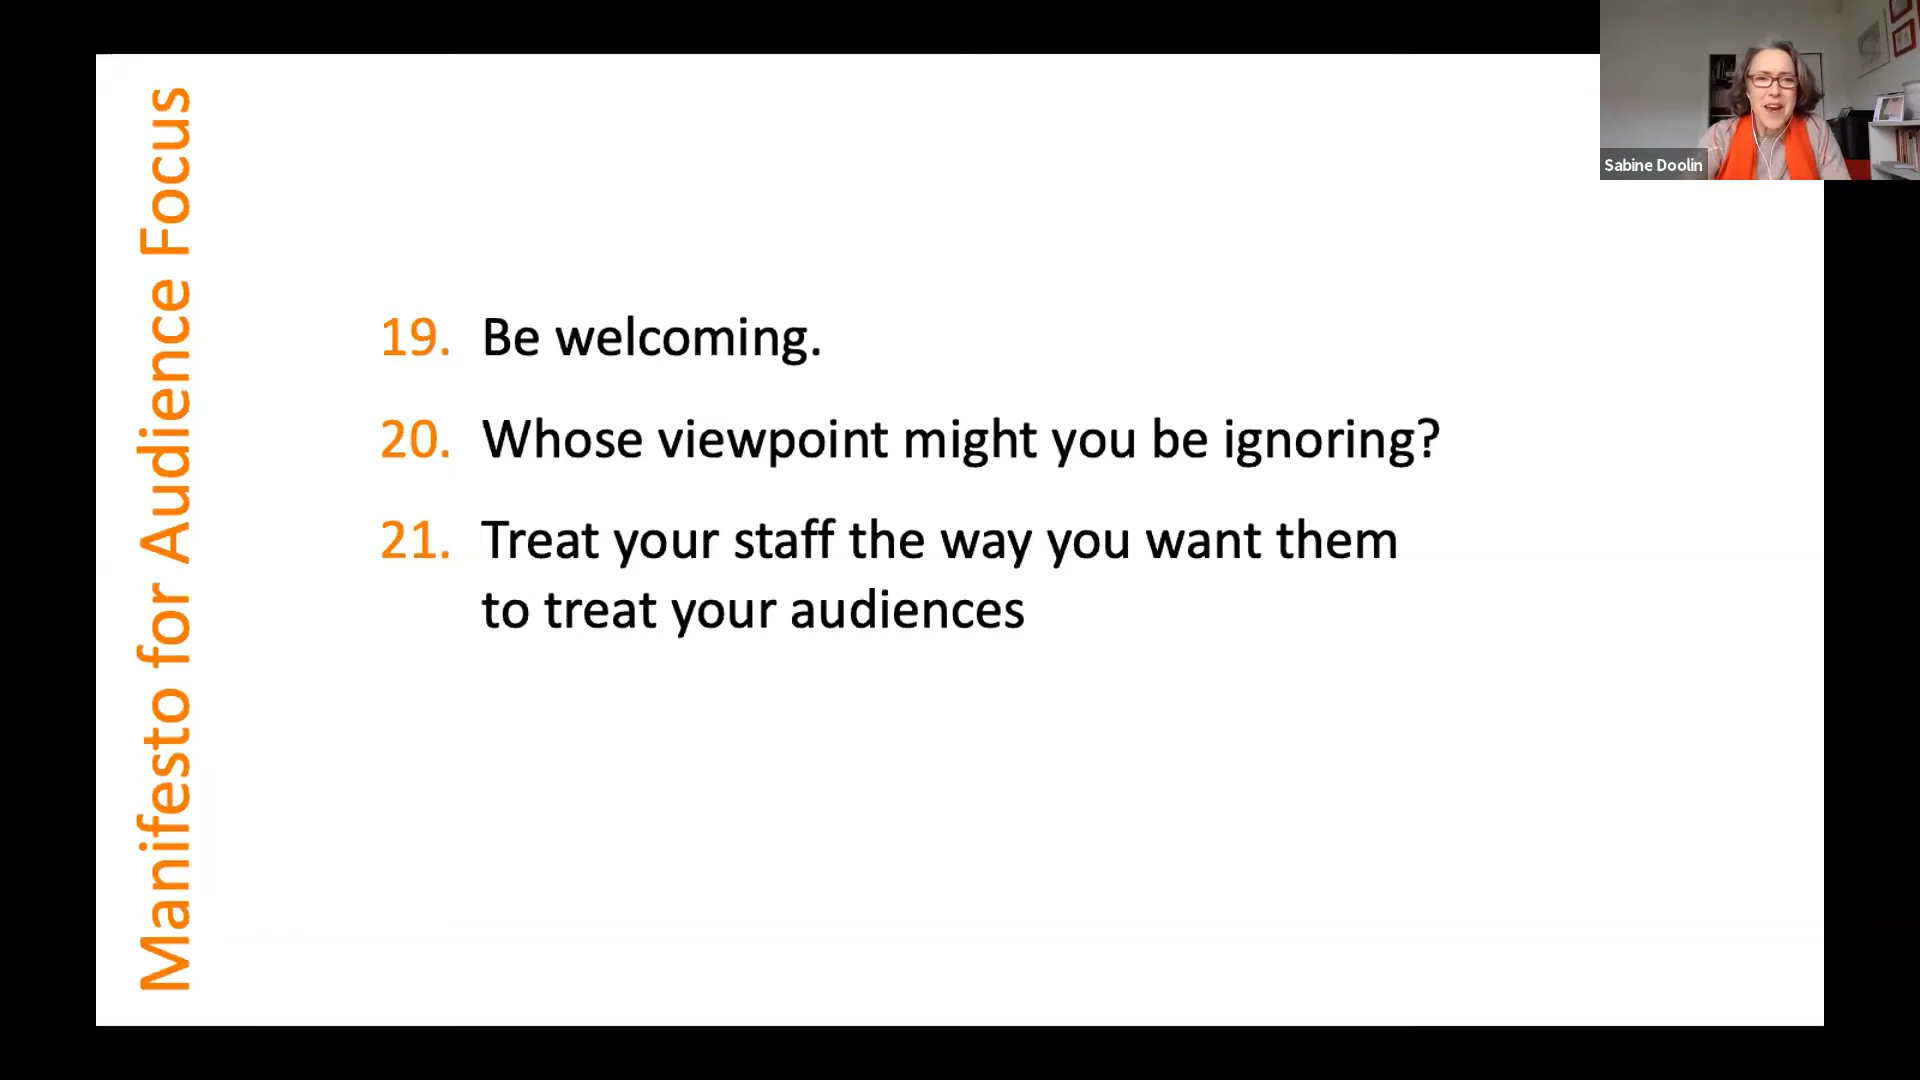 Manifesto for Audience Focus
19. Be welcoming.
20. Whose viewpoint might you be ignoring?
21. Treat your staff the way you want them
to treat your audiences
Sabine Doolin